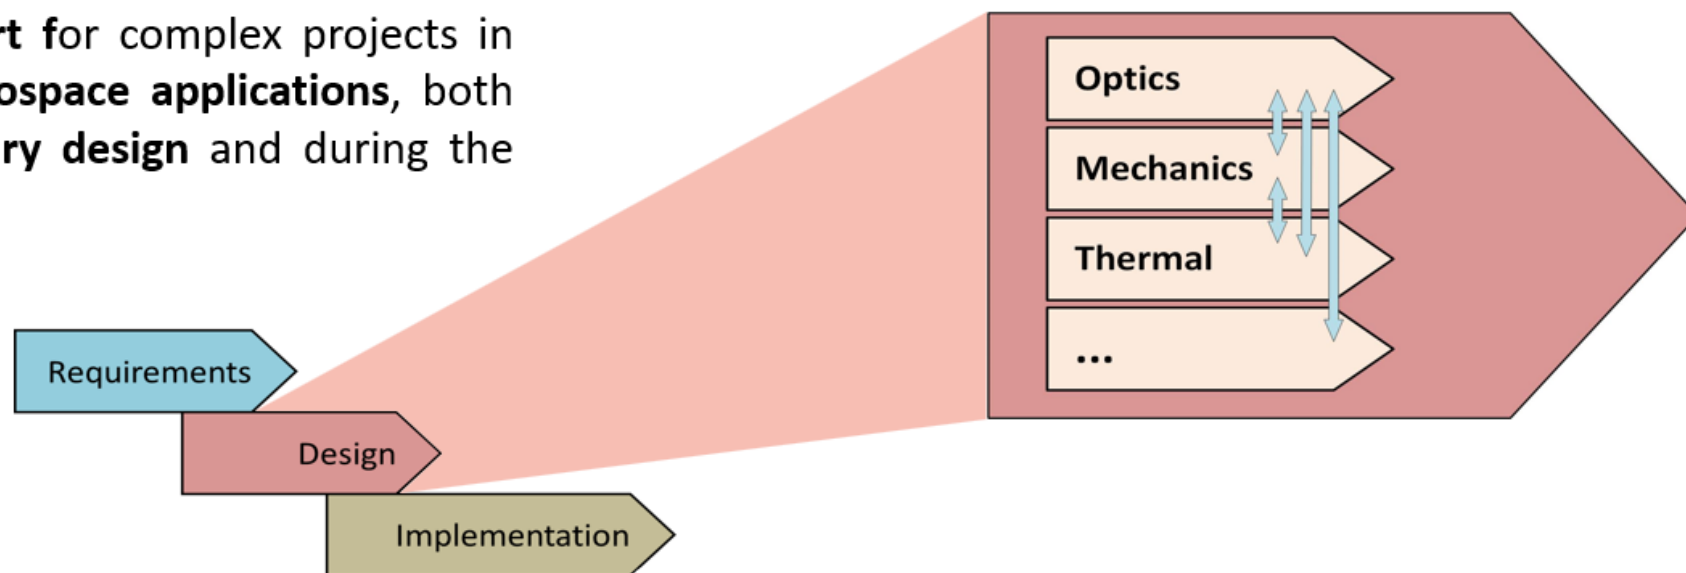 rt for complex projects in
ospace applications, both
ry design and during the
Optics
Mechanics
Thermal
...
Requirements
Design
Implementation